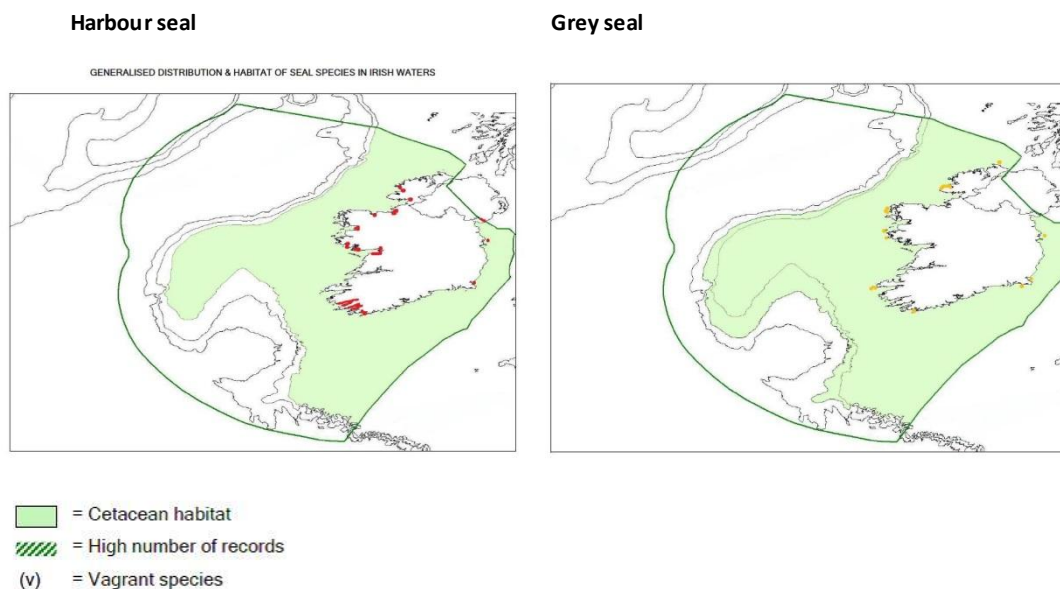 Harbour seal
Grey seal
GENERALISED DISTRIBUTION & HABITAT OF SEAL SPECIES IN IRISH WATERS
= Cetacean habitat
= High number of records
(v) = Vagrant species